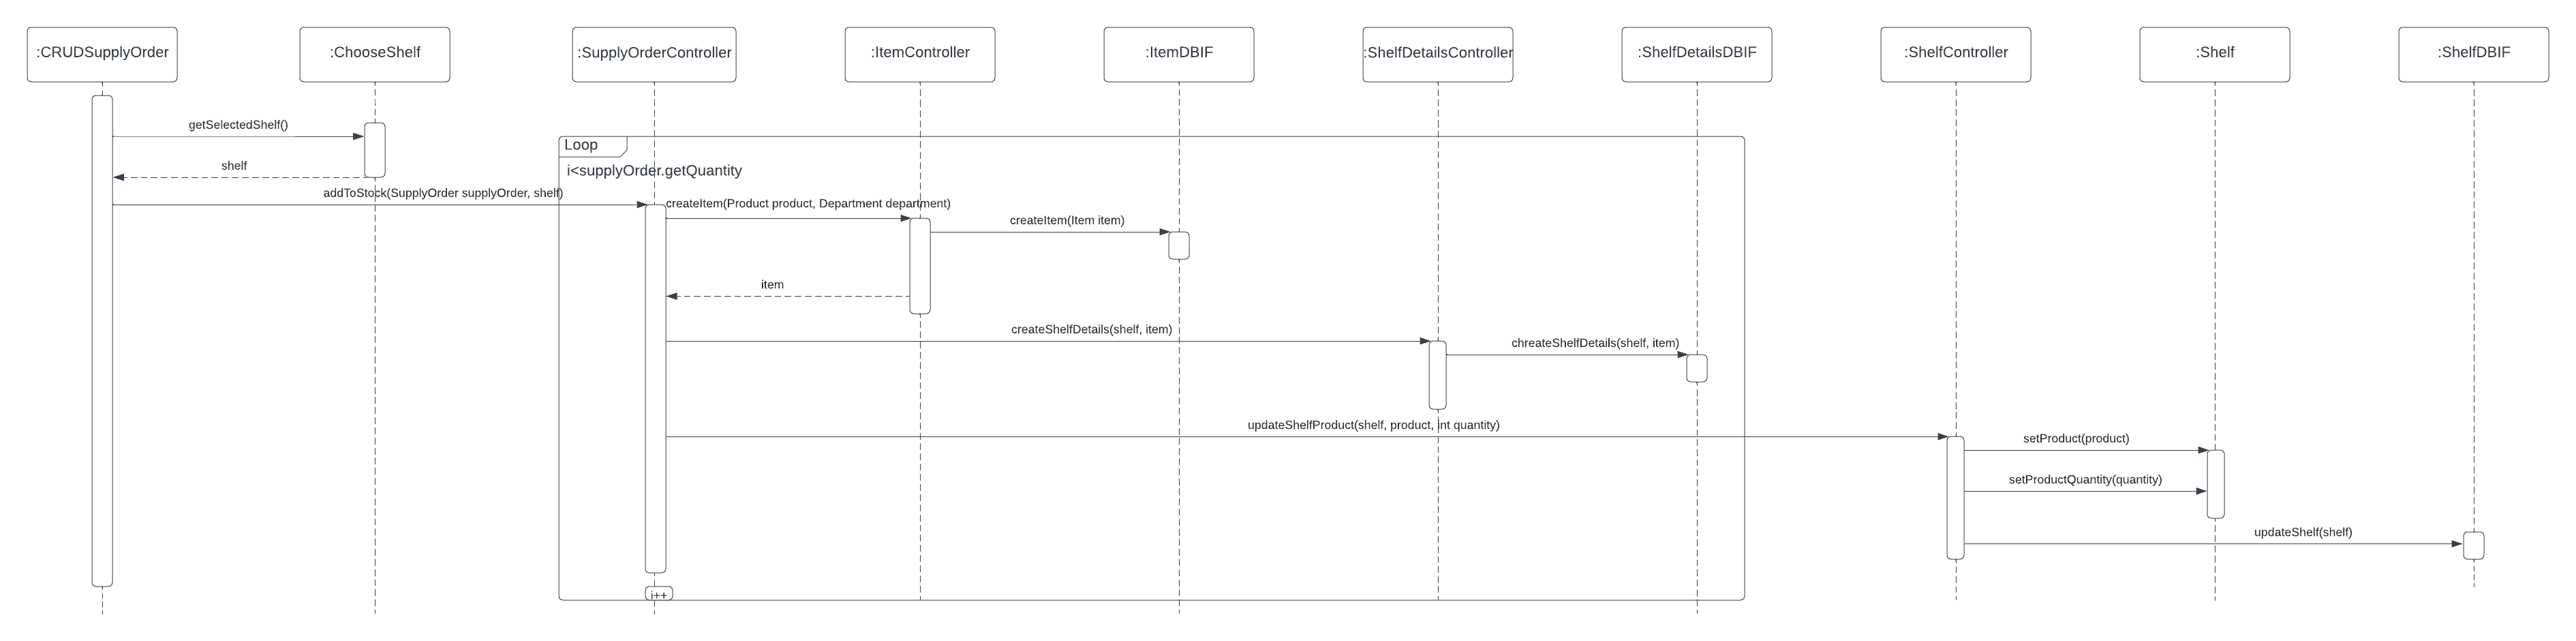 :CRUDSupplyOrder
:ChooseShelf
:SupplyOrderController
:ItemController
:ItemDBIF
:ShelfDetailsController
:ShelfDetailsDBIF
:ShelfController
:Shelf
:ShelfDBIF
getSelectedShelf()
Loop
shelf
i<supplyOrder.getQuantity
addToStock(SupplyOrder supplyOrder, shelf)
createItem(Product product, Department department)
createItem(Item item)
item
createShelfDetails(shelf, item)
chreateShelfDetails(shelf, item)
updateShelfProduct(shelf, product, int quantity)
setProduct(product)
setProductQuantity(quantity)
updateShelf(shelf)
i++